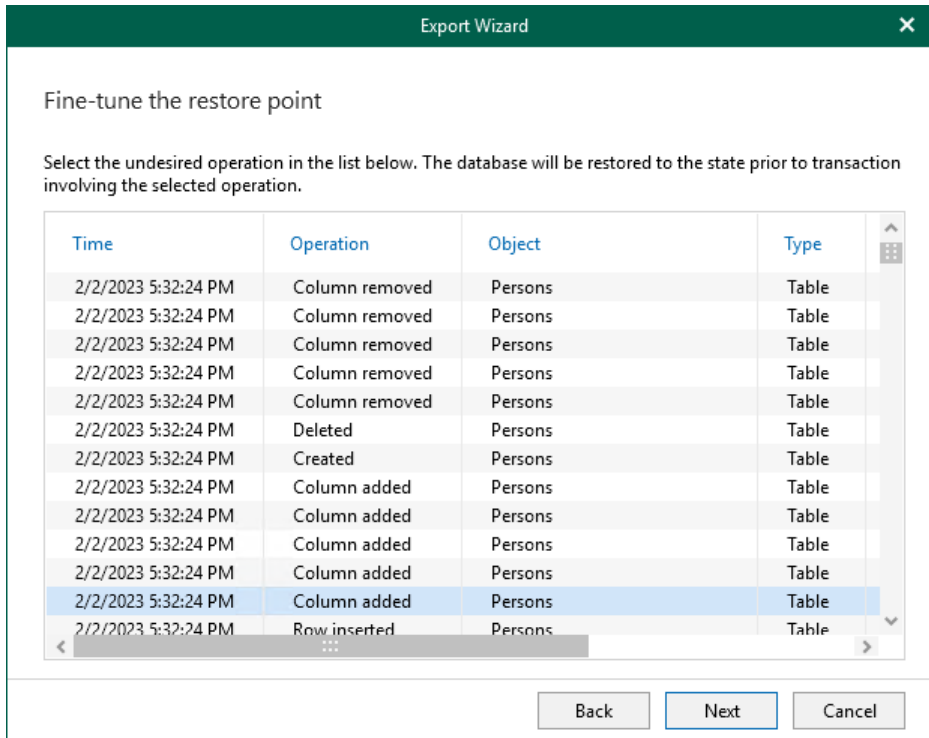 Export Wizard
Fine-tune the restore point
Select the undesired operation in the list below. The database will be restored to the state prior to transaction
involving the selected operation.
Time Operation Object Type
2/2/2023 5:32:24 PM Column removed Persons Table
2/2/2023 5:32:24 PM Column removed Persons Table
2/2/2023 5:32:24 PM Column removed Persons Table
2/2/2023 5:32:24 PM Column removed Persons Table
2/2/2023 5:32:24 PM Column removed Persons Table
2/2/2023 5:32:24 PM Deleted Persons Table
2/2/2023 5:32:24 PM Created Persons Table
2/2/2023 5:32:24 PM Column added Persons Table
2/2/2023 5:32:24 PM Column added Persons Table
2/2/2023 5:32:24 PM Column added Persons Table
2/2/2023 5:32:24 PM Column added Persons Table
2/2/2023 5:32:24 PM Column added Persons Table
2/2/2023 5:32:24 PM Row inserted Persons Table
Back Next Cancel